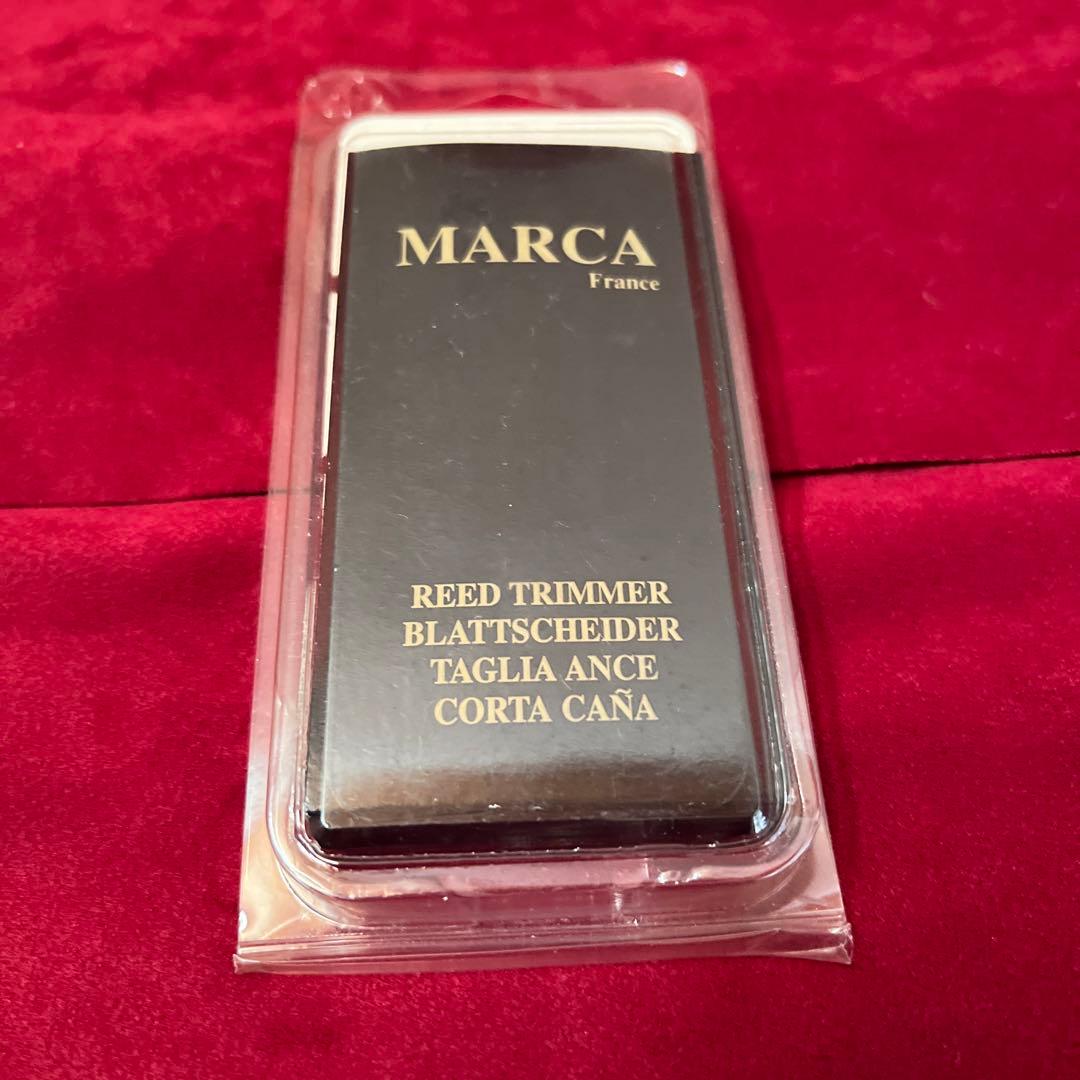 MARCA
France
REED TRIMMER
BLATTSCHEIDER
TAGLIA ANCE
CORTA CAÑA